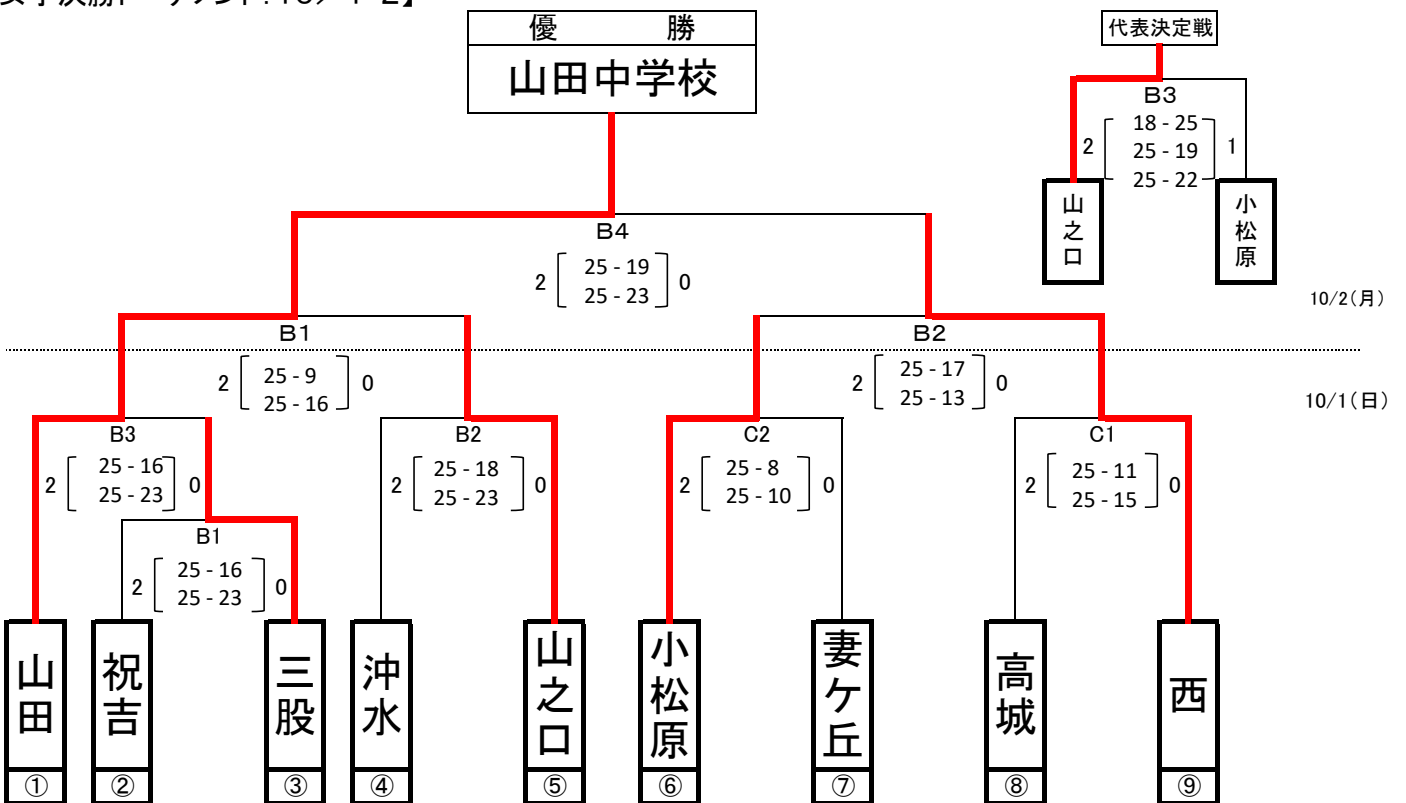 優 勝
山田中学校
代表決定戦
B3
2 18-25 1
25-19
25-22
山之口
小松原
B4
2 25-19 0
25-23
10/2(月)
B1
B2
2 25-9 0
25-16
2 25-17 0
25-13
10/1(日)
B3
B2
C2
C1
2 25-16 0
25-23
2 25-18 0
25-23
2 25-8 0
25-10
2 25-11 0
25-15
B1
2 25-16 0
25-23
山田
祝吉
三股
沖水
山之口
小松原
妻ケ丘
高城
西
① ② ③ ④ ⑤ ⑥ ⑦ ⑧ ⑨